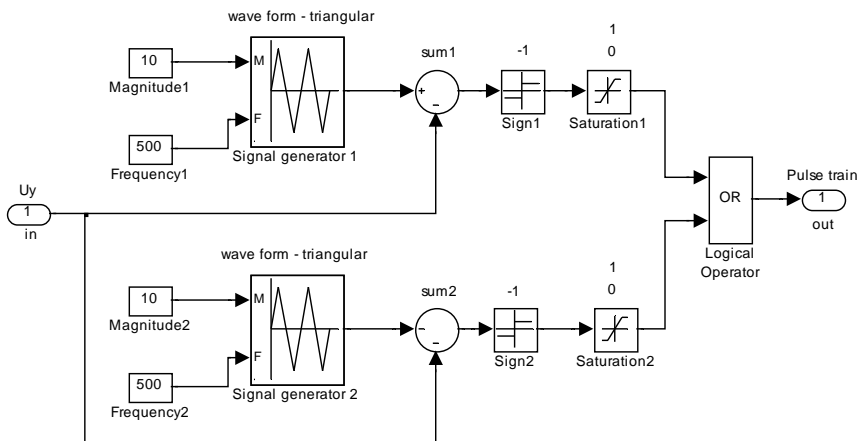 wave form - triangular
10
Magnitude1
500
Frequency1
M
F
Signal generator 1
sum1
+
-
-1
Sign1
1
0
Saturation1
Uy
1
in
OR
Logical
Operator
Pulse train
1
out
wave form - triangular
10
Magnitude2
500
Frequency2
M
F
Signal generator 2
sum2
-
-
-1
Sign2
1
0
Saturation2